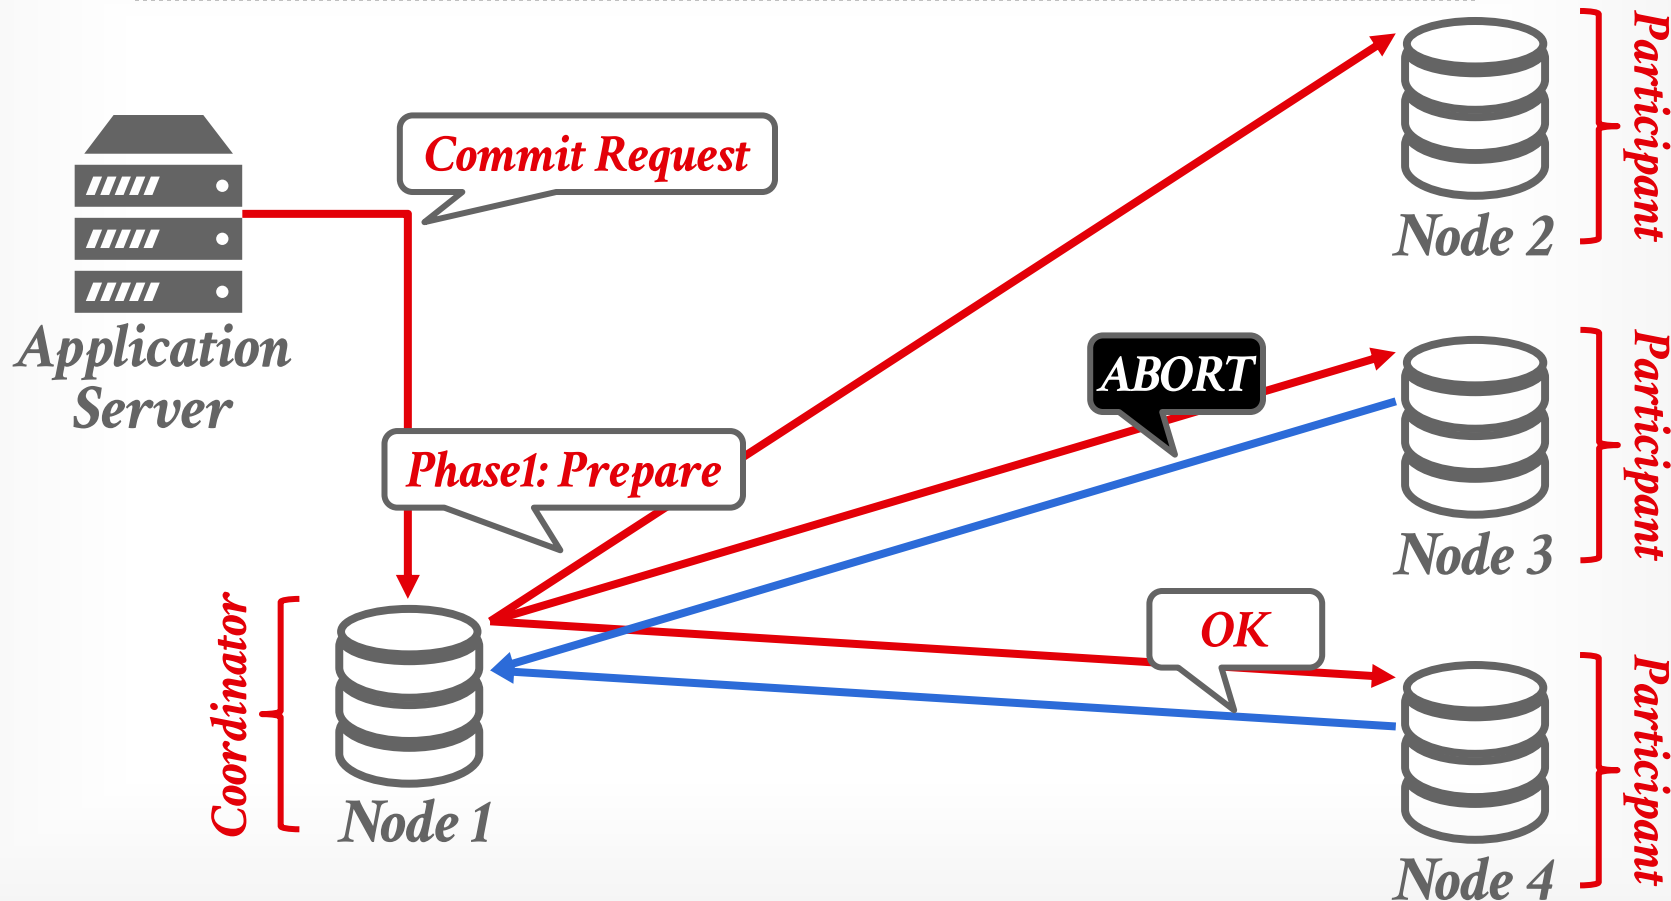 Commit Request
Application
Server
Phase1: Prepare
ABORT
OK
Coordinator
Node 1
Node 2
Participant
Node 3
Participant
Node 4
Participant